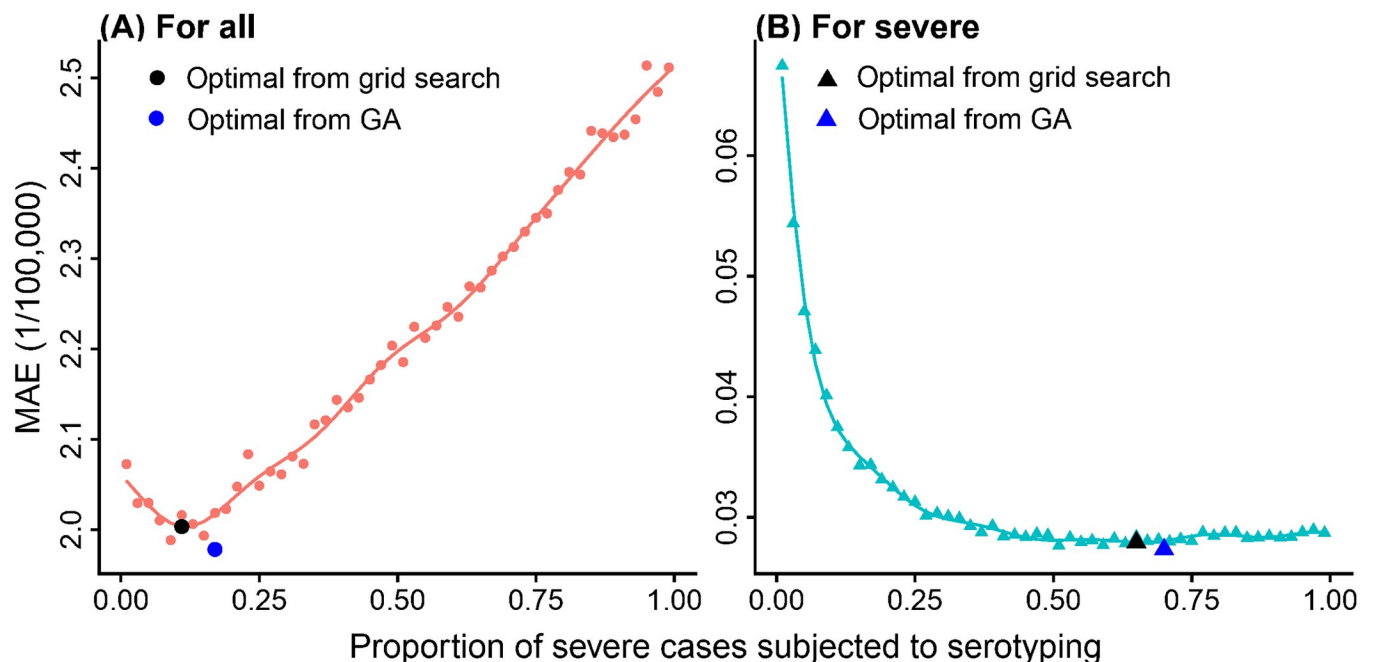 (A) For all
Optimal from grid search
Optimal from GA
MAE (1/100,000)
2.5
2.4
2.3
2.2
2.1
2.0
0.00 0.25 0.50 0.75 1.00
(B) For severe
Optimal from grid search
Optimal from GA
0.06
0.05
0.04
0.03
0.00 0.25 0.50 0.75 1.00
Proportion of severe cases subjected to serotyping